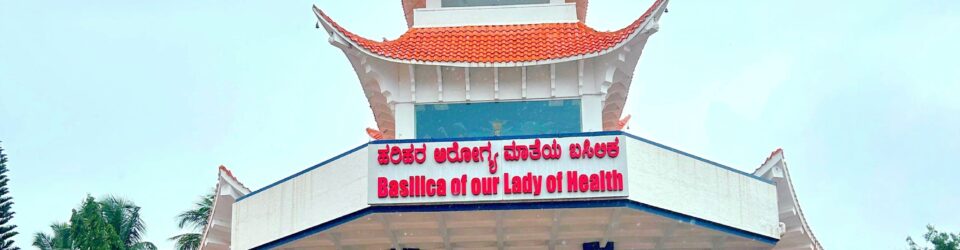 ಹರಿಹರ ಆರೋಗ್ಯ ಮಾತೆಯ ಬಸಿಲಿಕ
Basilica of our Lady of Health